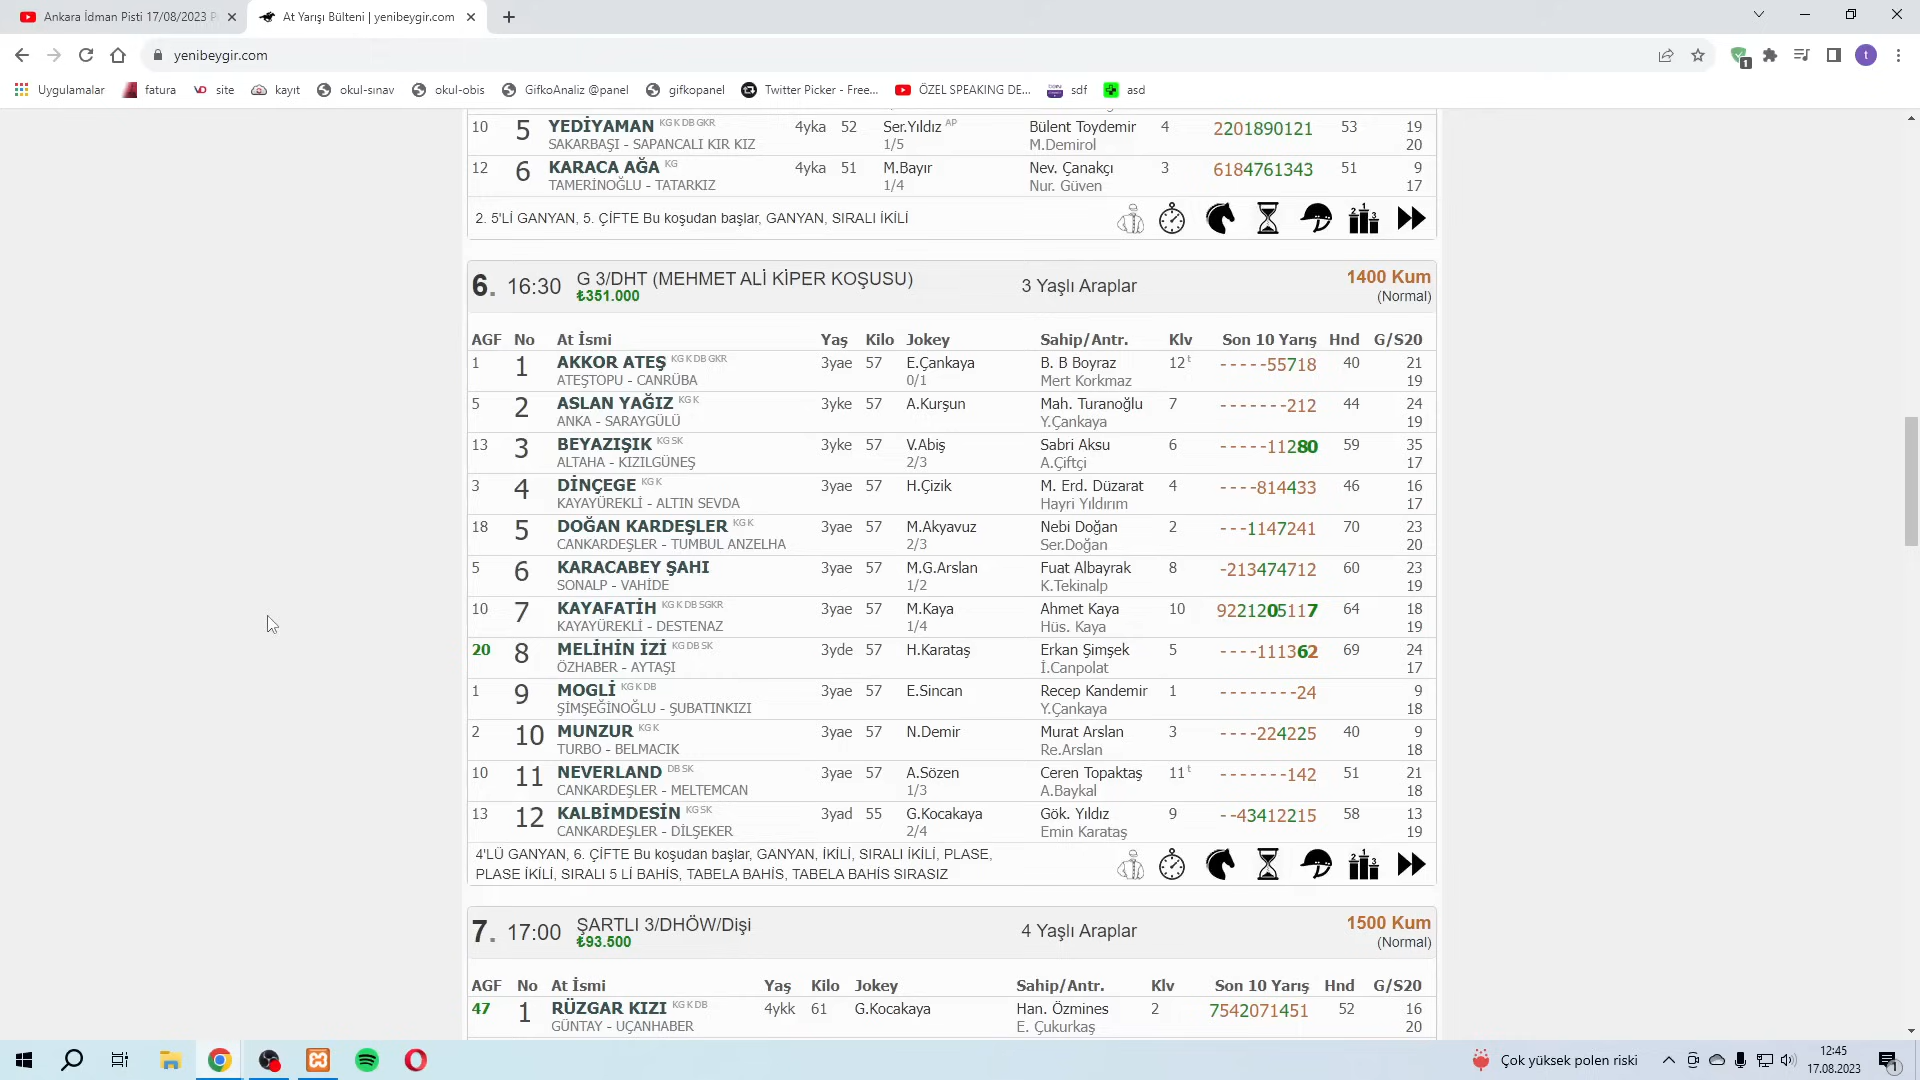 Ankara İdman Pisti 17/08/2023 P
At Yarışı Bülteni | yenibeygir.com
yenibeygir.com
1
t
Uygulamalar
fatura
VD site
kayıt
okul-sınav
okul-obis
GifkoAnaliz @panel
gifkopanel
Twitter Picker - Free...
ÖZEL SPEAKING DE...
sdf
asd
10 5 YEDİYAMAN KG K DB GKR 4yka 52 Ser.Yıldız AP Bülent Toydemir 4 2201890121 53 19
SAKARBAŞI - SAPANCALI KIR KIZ 1/5 M.Demirol 20
12 6 KARACA AĞA KG 4yka 51 M.Bayır Nev. Çanakçı 3 6184761343 51 9
TAMERİNOĞLU - TATARKIZ 1/4 Nur. Güven 17
2. 5'Lİ GANYAN, 5. ÇİFTE Bu koşudan başlar, GANYAN, SIRALI İKİLİ
6. 16:30 G 3/DHT (MEHMET ALİ KİPER KOŞUSU) 3 Yaşlı Araplar 1400 Kum
₺351.000 (Normal)
AGF No At İsmi Yaş Kilo Jokey Sahip/Antr. Klv Son 10 Yarış Hnd G/S20
1 1 AKKOR ATEŞ KG K DB GKR 3yae 57 E.Çankaya B. B Boyraz 12 t -----55718 40 21
ATEŞTOPU - CANRÜBA 0/1 Mert Korkmaz 19
5 2 ASLAN YAĞIZ KG K 3yke 57 A.Kurşun Mah. Turanoğlu 7 -------212 44 24
ANKA - SARAYGÜLÜ Y.Çankaya 19
13 3 BEYAZIŞIK KG SK 3yke 57 V.Abiş Sabri Aksu 6 -----11280 59 35
ALTAHA - KIZILGÜNEŞ 2/3 A.Çiftçi 17
3 4 DİNÇEGE KG K 3yae 57 H.Çizik M. Erd. Düzarat 4 ----814433 46 16
KAYAYÜREKLİ - ALTIN SEVDA Hayri Yıldırım 17
18 5 DOĞAN KARDEŞLER KG K 3yae 57 M.Akyavuz Nebi Doğan 2 ---1147241 70 23
CANKARDEŞLER - TUMBUL ANZELHA 2/3 Ser.Doğan 20
5 6 KARACABEY ŞAHI 3yae 57 M.G.Arslan Fuat Albayrak 8 -213474712 60 23
SONALP - VAHİDE 1/2 K.Tekinalp 19
10 7 KAYAFATİH KG K DB SGKR 3yae 57 M.Kaya Ahmet Kaya 10 9221205117 64 18
KAYAYÜREKLİ - DESTENAZ 1/4 Hüs. Kaya 19
20 8 MELİHİN İZİ KG DB SK 3yde 57 H.Karataş Erkan Şimşek 5 ----111362 69 24
ÖZHABER - AYTAŞI İ.Canpolat 17
1 9 MOGLİ KG K DB 3yae 57 E.Sincan Recep Kandemir 1 --------24 9
ŞİMŞEĞİNOĞLU - ŞUBATINKIZI Y.Çankaya 18
2 10 MUNZUR KG K 3yae 57 N.Demir Murat Arslan 3 ----224225 40 9
TURBO - BELMACIK Re.Arslan 18
10 11 NEVERLAND DB SK 3yae 57 A.Sözen Ceren Topaktaş 11 t -------142 51 21
CANKARDEŞLER - MELTEMCAN 1/3 A.Baykal 18
13 12 KALBİMDESİN KG SK 3yad 55 G.Kocakaya Gök. Yıldız 9 --43412215 58 13
CANKARDEŞLER - DİLŞEKER 2/4 Emin Karataş 19
4'LÜ GANYAN, 6. ÇİFTE Bu koşudan başlar, GANYAN, İKİLİ, SIRALI İKİLİ, PLASE,
PLASE İKİLİ, SIRALI 5 Lİ BAHİS, TABELA BAHİS, TABELA BAHİS SIRASIZ
7. 17:00 ŞARTLI 3/DHÖW/Dişi 4 Yaşlı Araplar 1500 Kum
₺93.500 (Normal)
AGF No At İsmi Yaş Kilo Jokey Sahip/Antr. Klv Son 10 Yarış Hnd G/S20
47 1 RÜZGAR KIZI KG K DB 4ykk 61 G.Kocakaya Han. Özmines 2 7542071451 52 16
GÜNTAY - UÇANHABER E. Çukurkaş 20
Çok yüksek polen riski
12:45
17.08.2023
1